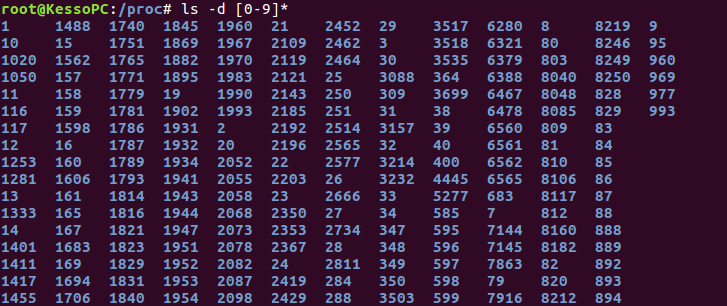 root@KessoPC:/proc# ls -d [0-9]*
1     1488  1740  1845  1960  21    2452  29    3517  6280  8     8219  9
10    15    1751  1869  1967  2109  2462  3     3518  6321  80    8246  95
1020  1562  1765  1882  1970  2119  2464  30    3535  6379  803   8249  960
1050  157   1771  1895  1983  2121  25    3088  364   6388  8040  8250  969
11    158   1779  19    1990  2143  250   309   3699  6467  8048  828   977
116   159   1781  1902  1993  2185  251   31    38    6478  8085  829   993
117   1598  1786  1931  2     2192  2514  3157  39    6560  809   83
12    16    1787  1932  20    2196  2565  32    40    6561  81    84
1253  160   1789  1934  2052  22    2577  3214  400   6562  810   85
1281  1606  1793  1941  2055  2203  26    3232  4445  6565  8106  86
13    161   1814  1943  2058  23    2666  33    5277  683   8117  87
1333  165   1816  1944  2068  2350  27    34    585   7     812   88
14    167   1821  1947  2073  2353  2734  347   595   7144  8160  888
1401  1683  1823  1951  2078  2367  28    348   596   7145  8182  889
1411  169   1829  1952  2082  24    2811  349   597   7863  82    892
1417  1694  1831  1953  2087  2419  284   350   598   79    820   893
1455  1706  1840  1954  2098  2429  288   3503  599   7916  8212  894